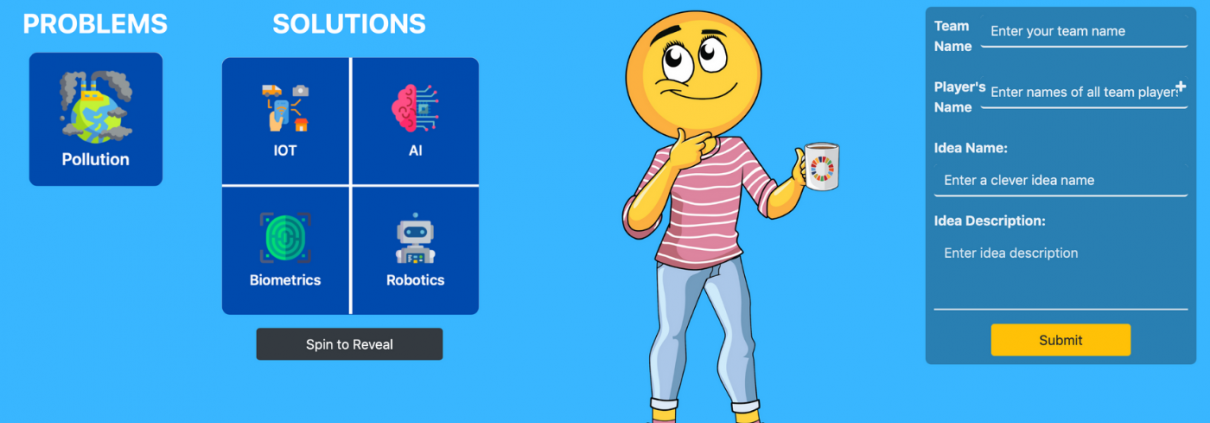 PROBLEMS
Pollution
SOLUTIONS
IOT
AI
Biometrics
Robotics
Spin to Reveal
Team
Name
Enter your team name
Player's
Name
Enter names of all team player
+
Idea Name:
Enter a clever idea name
Idea Description:
Enter idea description
Submit